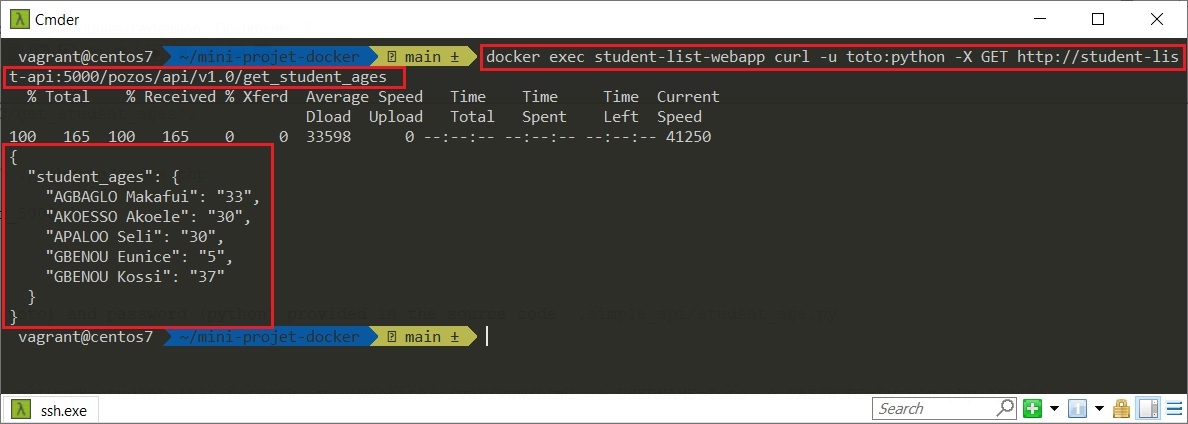 λ Cmder
vagrant@centos7 ~/mini-projet-docker main ± docker exec student-list-webapp curl -u toto:python -X GET http://student-lis
t-api:5000/pozos/api/v1.0/get_student_ages
% Total % Received % Xferd Average Speed Time Time Time Current
Dload Upload Total Spent Left Speed
100 165 100 165 0 0 33598 0 --:--:-- --:--:-- --:--:-- 41250
{
"student_ages": {
"AGBAGLO Makafui": "33",
"AKOESSO Akoele": "30",
"APALOO Seli": "30",
"GBENOU Eunice": "5",
"GBENOU Kossi": "37"
}
}
vagrant@centos7 ~/mini-projet-docker main ±
λ ssh.exe Search 1